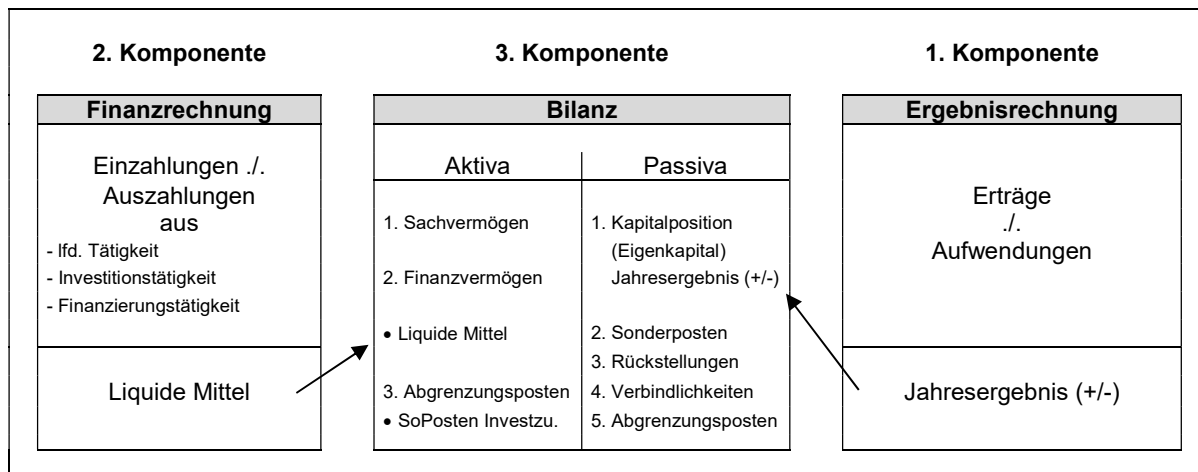 2. Komponente
3. Komponente
1. Komponente
Finanzrechnung
Einzahlungen ./.
Auszahlungen
aus
- lfd. Tätigkeit
- Investitionstätigkeit
- Finanzierungstätigkeit
Liquide Mittel
Bilanz
Aktiva
1. Sachvermögen
2. Finanzvermögen
• Liquide Mittel
3. Abgrenzungsposten
• SoPosten Investzu.
Passiva
1. Kapitalposition
(Eigenkapital)
Jahresergebnis (+/-)
2. Sonderposten
3. Rückstellungen
4. Verbindlichkeiten
5. Abgrenzungsposten
Ergebnisrechnung
Erträge
./.
Aufwendungen
Jahresergebnis (+/-)